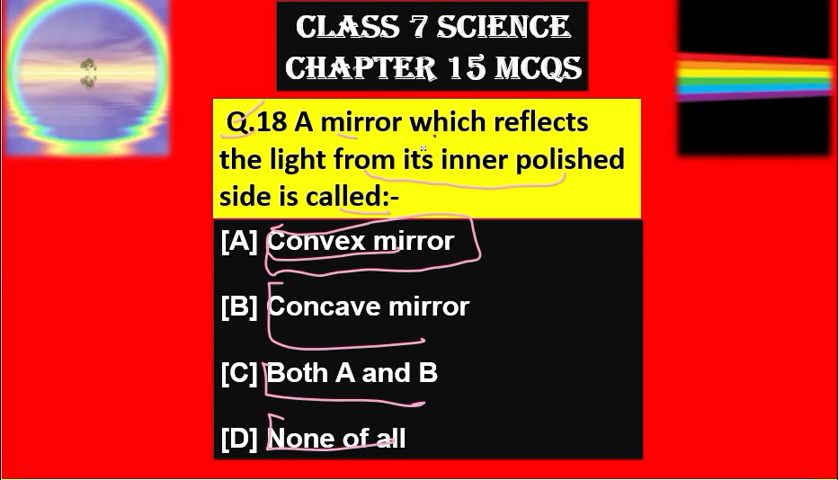 CLASS 7 SCIENCE
CHAPTER 15 MCQS
Q.18 A mirror which reflects
the light from its inner polished
side is called:-
[A] Convex mirror
[B] Concave mirror
[C] Both A and B
[D] None of all